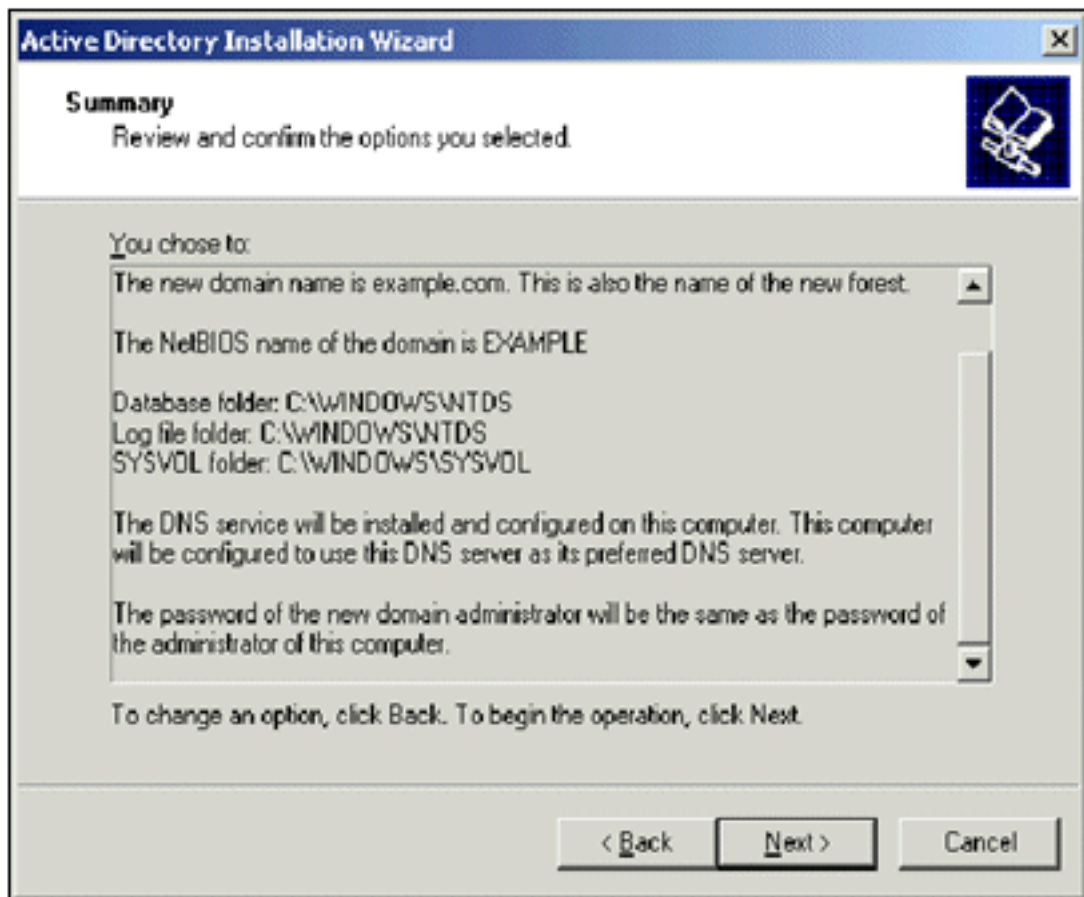 Active Directory Installation Wizard
Summary
Review and confirm the options you selected.
You chose to:
The new domain name is example.com. This is also the name of the new forest.
The NetBIOS name of the domain is EXAMPLE
Database folder: C:\WINDOWS\NTDS
Log file folder: C:\WINDOWS\NTDS
SYSVOL folder: C:\WINDOWS\SYSVOL
The DNS service will be installed and configured on this computer. This computer
will be configured to use this DNS server as its preferred DNS server.
The password of the new domain administrator will be the same as the password of
the administrator of this computer.
To change an option, click Back. To begin the operation, click Next.
< Back
Next >
Cancel